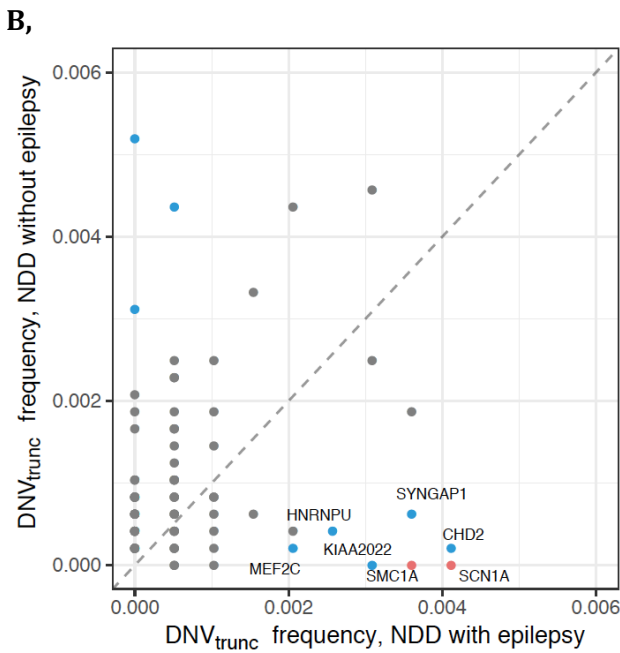 B,
DNVtrunc frequency, NDD without epilepsy
0.006
0.004
0.002
0.000
SYNGAP1
HNRNPU
CHD2
KIAA2022
MEF2C
SMC1A
SCN1A
0.000
0.002
0.004
0.006
DNVtrunc frequency, NDD with epilepsy